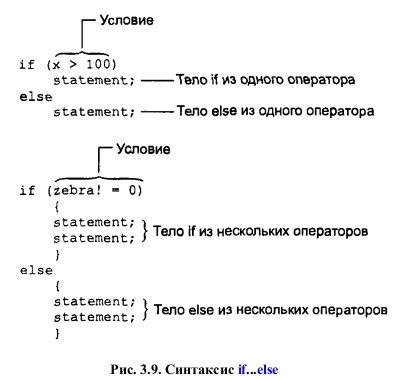 Условие
if (x > 100)
statement; Тело if из одного оператора
else
statement; Тело else из одного оператора
Условие
if (zebra! = 0)
{
statement;
statement; } Тело if из нескольких операторов
}
else
{
statement;
statement; } Тело else из нескольких операторов
}
Рис. 3.9. Синтаксис if...else